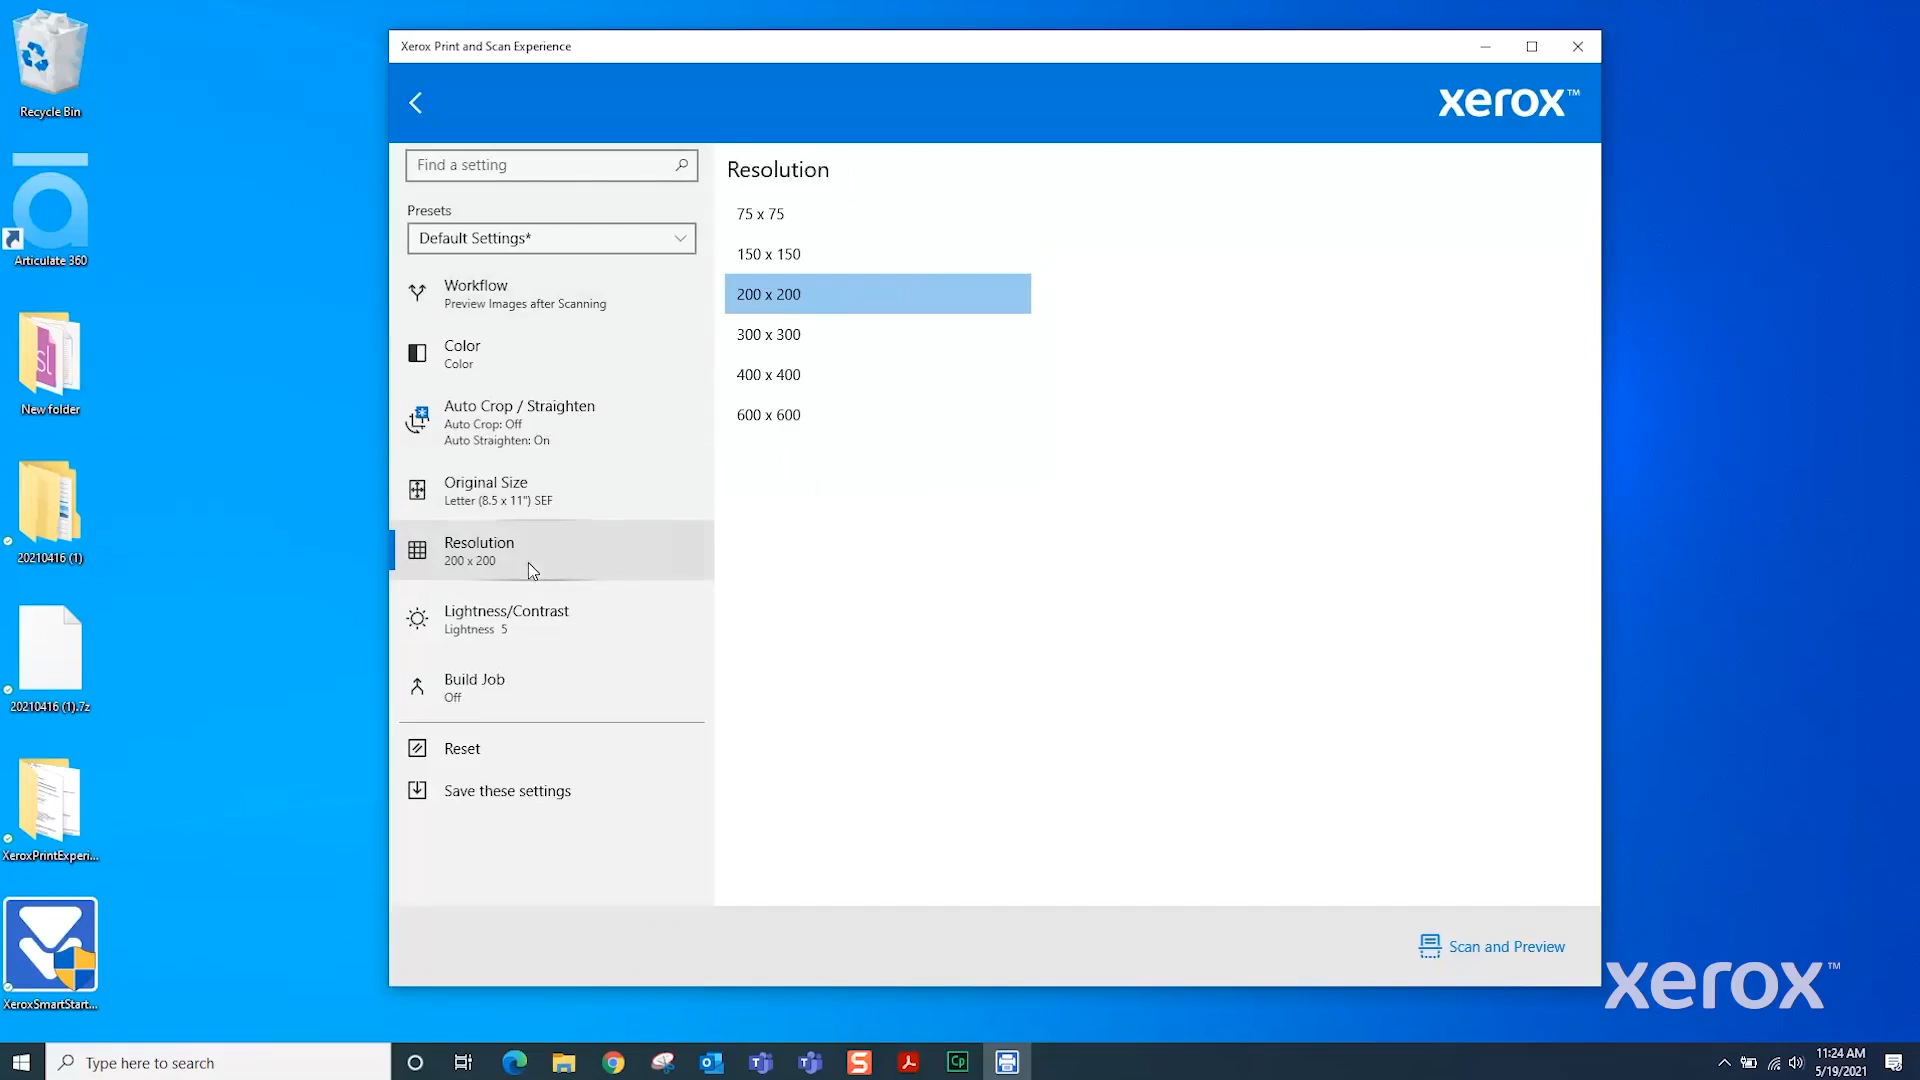 Recycle Bin
Articulate 360
New folder
20210416 (1)
20210416 (1).7z
XeroxPrintExperi...
XeroxSmartStart...
Xerox Print and Scan Experience
xerox™
Find a setting
Presets
Default Settings*
Workflow
Preview Images after Scanning
Color
Color
Auto Crop / Straighten
Auto Crop: Off
Auto Straighten: On
Original Size
Letter (8.5 x 11") SEF
Resolution
200 x 200
Lightness/Contrast
Lightness 5
Build Job
Off
Reset
Save these settings
Resolution
75 x 75
150 x 150
200 x 200
300 x 300
400 x 400
600 x 600
Scan and Preview
xerox™
Type here to search
11:24 AM
5/19/2021